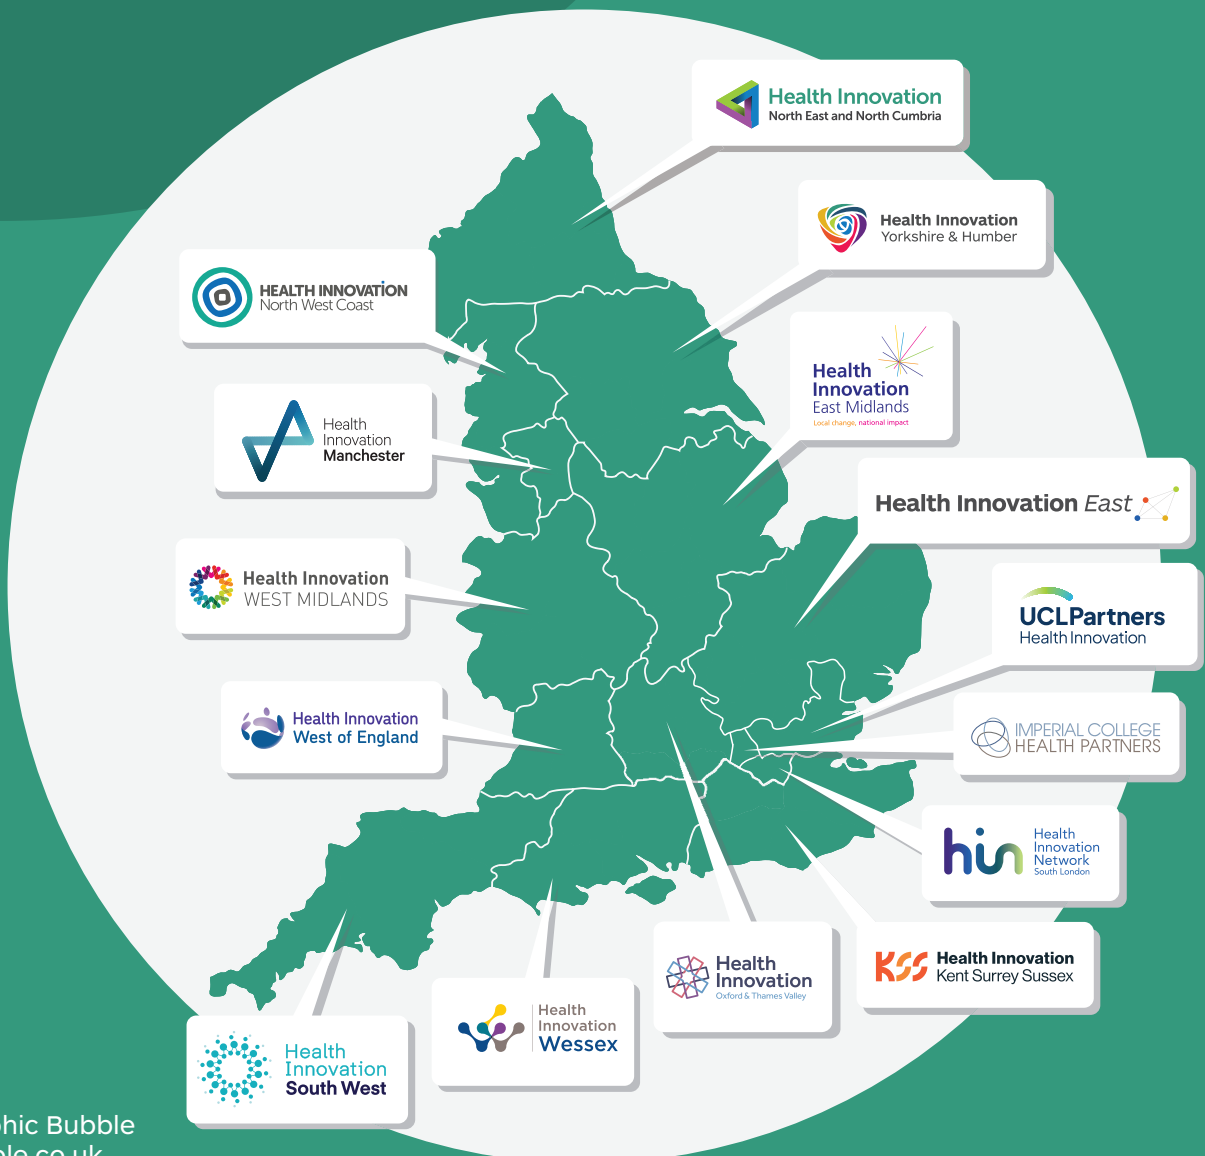 Health Innovation
North East and North Cumbria
Health Innovation
Yorkshire & Humber
HEALTH INNOVATION
North West Coast
Health
Innovation
East Midlands
Local change, national impact
Health
Innovation
Manchester
Health Innovation East
Health Innovation
WEST MIDLANDS
UCLPartners
Health Innovation
Health Innovation
West of England
IMPERIAL COLLEGE
HEALTH PARTNERS
hin
Health
Innovation
Network
South London
KSS
Health Innovation
Kent Surrey Sussex
Health
Innovation
Oxford & Thames Valley
Health
Innovation
Wessex
Health
Innovation
South West
Bubble
co.uk